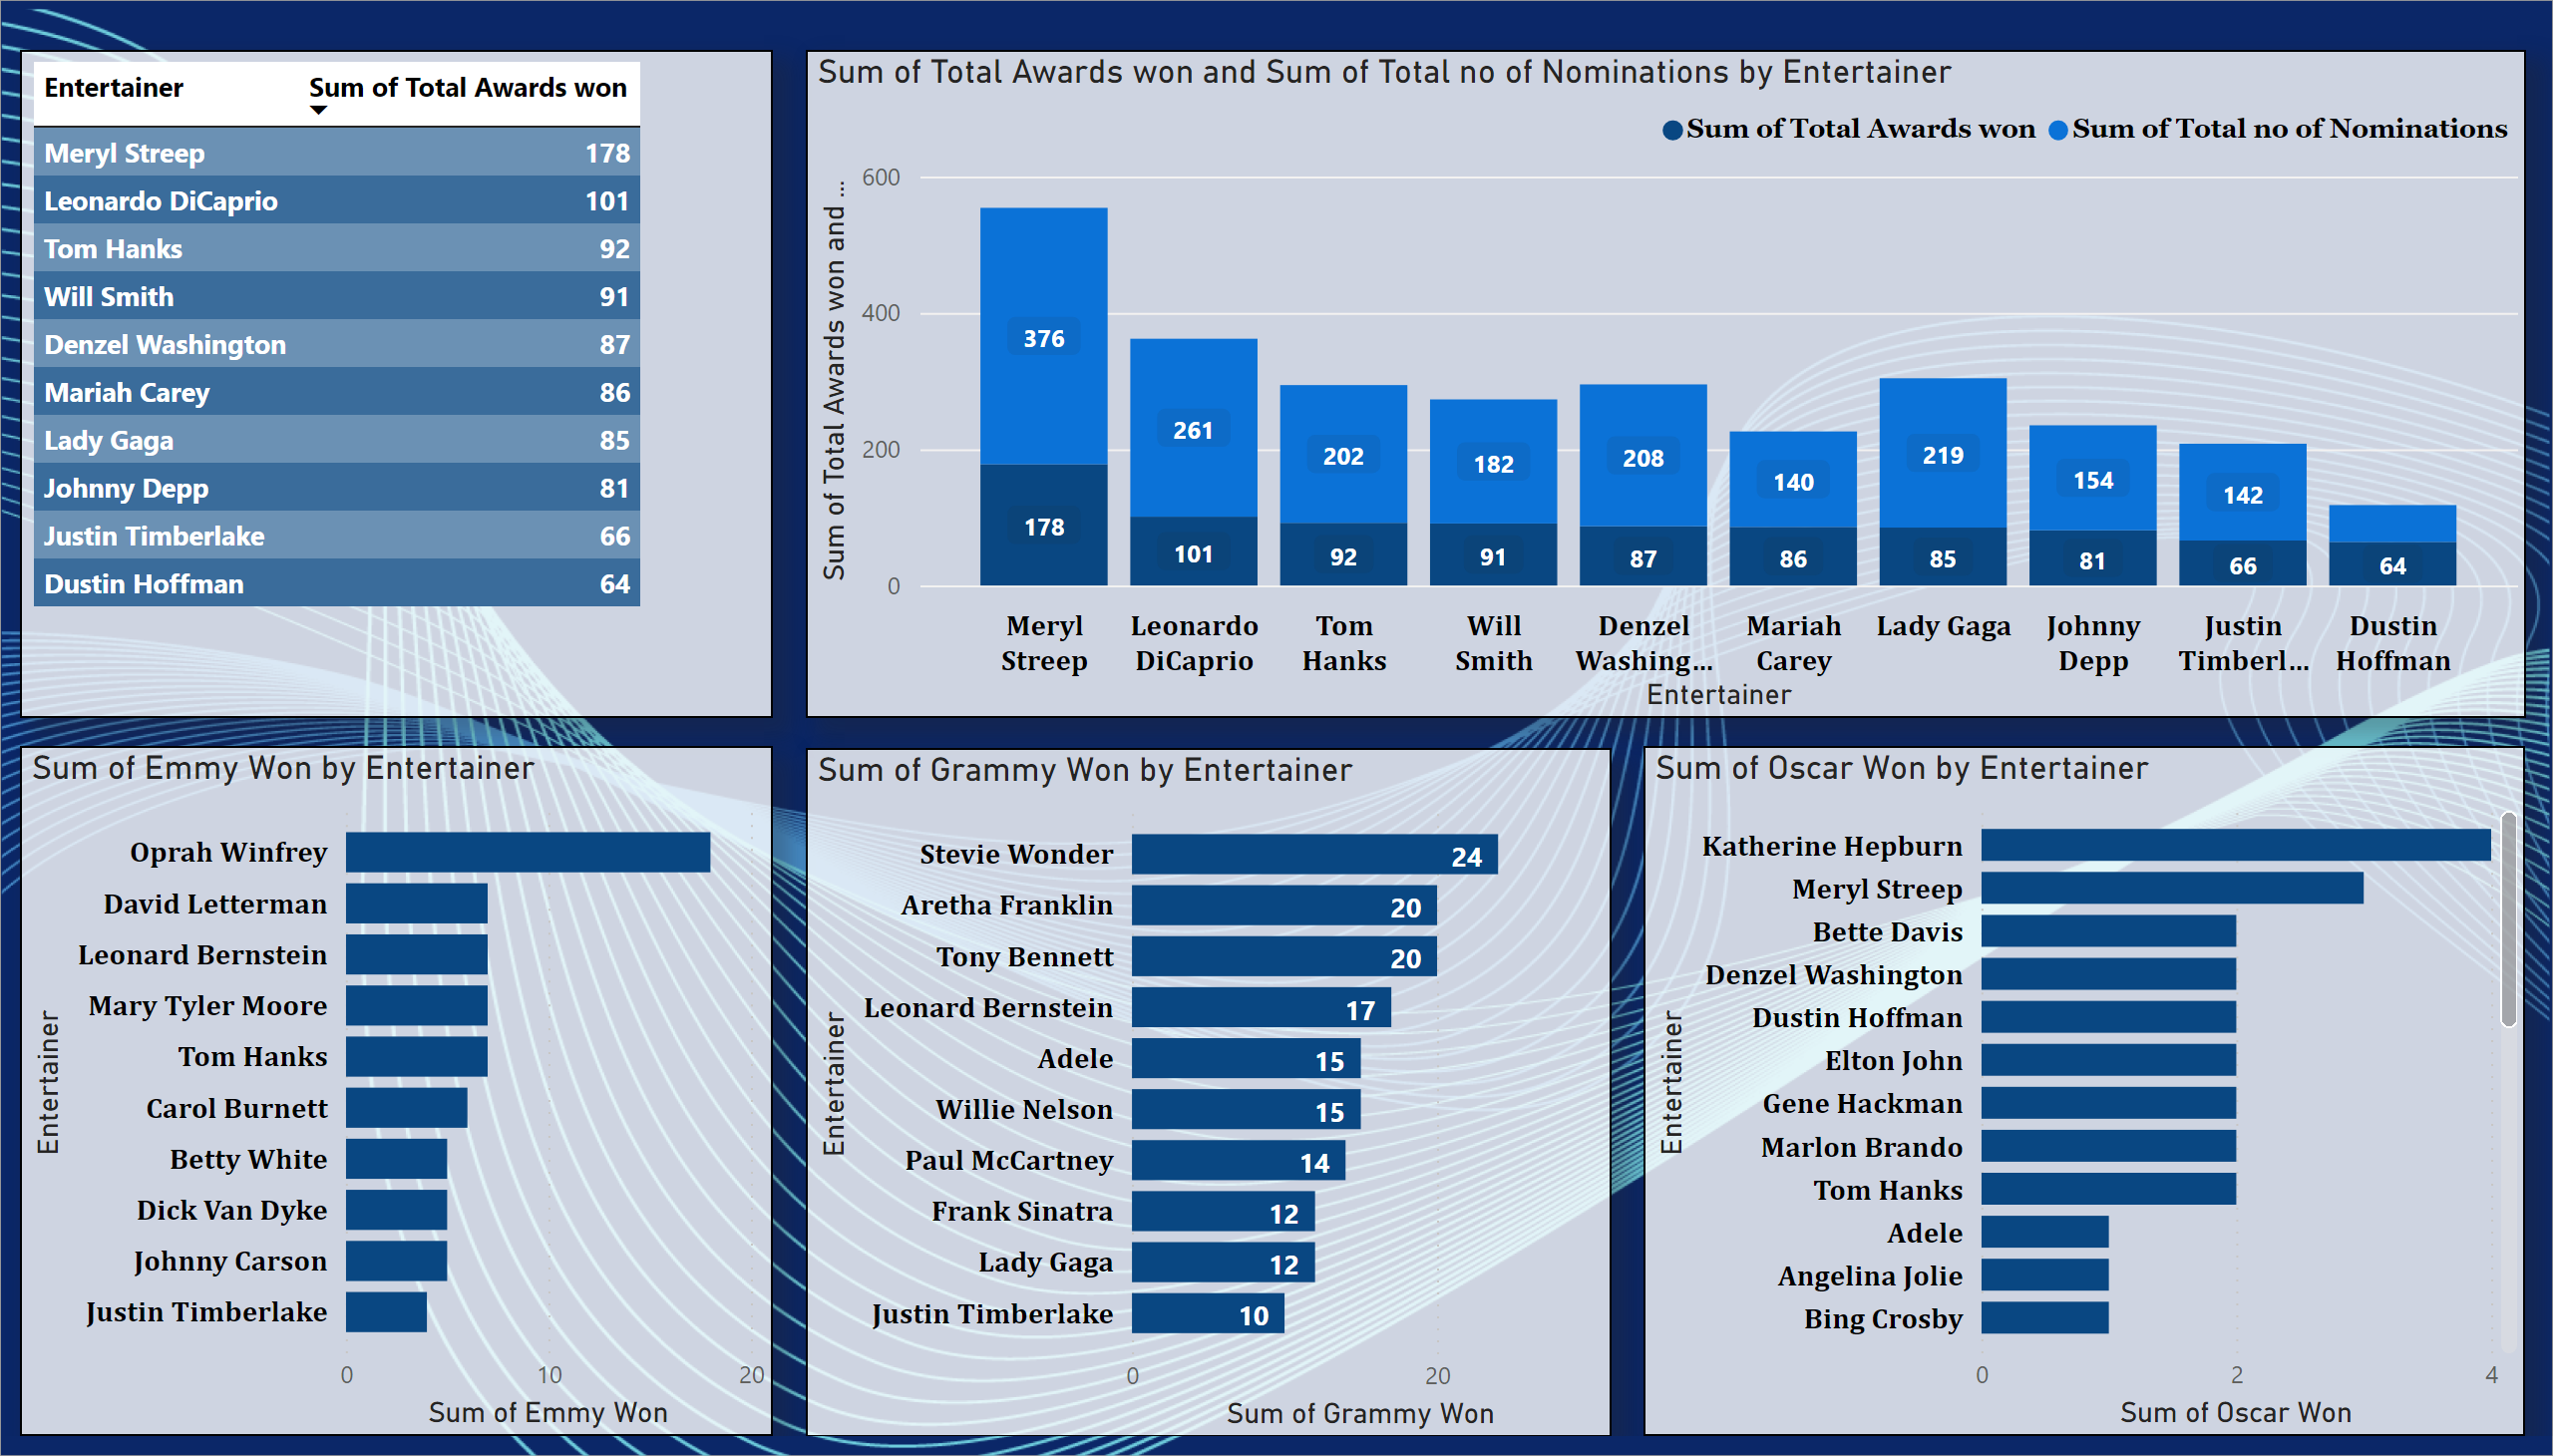 Entertainer Sum of Total Awards won
Meryl Streep 178
Leonardo DiCaprio 101
Tom Hanks 92
Will Smith 91
Denzel Washington 87
Mariah Carey 86
Lady Gaga 85
Johnny Depp 81
Justin Timberlake 66
Dustin Hoffman 64
Sum of Total Awards won and Sum of Total no of Nominations by Entertainer
Sum of Total Awards won Sum of Total no of Nominations
Sum of Total Awards won and ...
600
400
200
0
376 261 202 182 208 140 219 154 142
178 101 92 91 87 86 85 81 66 64
Meryl Leonardo Tom Will Denzel Mariah Lady Gaga Johnny Justin Dustin
Streep DiCaprio Hanks Smith Washing... Carey Depp Timberl... Hoffman
Entertainer
Sum of Emmy Won by Entertainer
Entertainer
Oprah Winfrey
David Letterman
Leonard Bernstein
Mary Tyler Moore
Tom Hanks
Carol Burnett
Betty White
Dick Van Dyke
Johnny Carson
Justin Timberlake
0 10 20
Sum of Emmy Won
Sum of Grammy Won by Entertainer
Entertainer
Stevie Wonder 24
Aretha Franklin 20
Tony Bennett 20
Leonard Bernstein 17
Adele 15
Willie Nelson 15
Paul McCartney 14
Frank Sinatra 12
Lady Gaga 12
Justin Timberlake 10
0 20
Sum of Grammy Won
Sum of Oscar Won by Entertainer
Entertainer
Katherine Hepburn
Meryl Streep
Bette Davis
Denzel Washington
Dustin Hoffman
Elton John
Gene Hackman
Marlon Brando
Tom Hanks
Adele
Angelina Jolie
Bing Crosby
0 2 4
Sum of Oscar Won